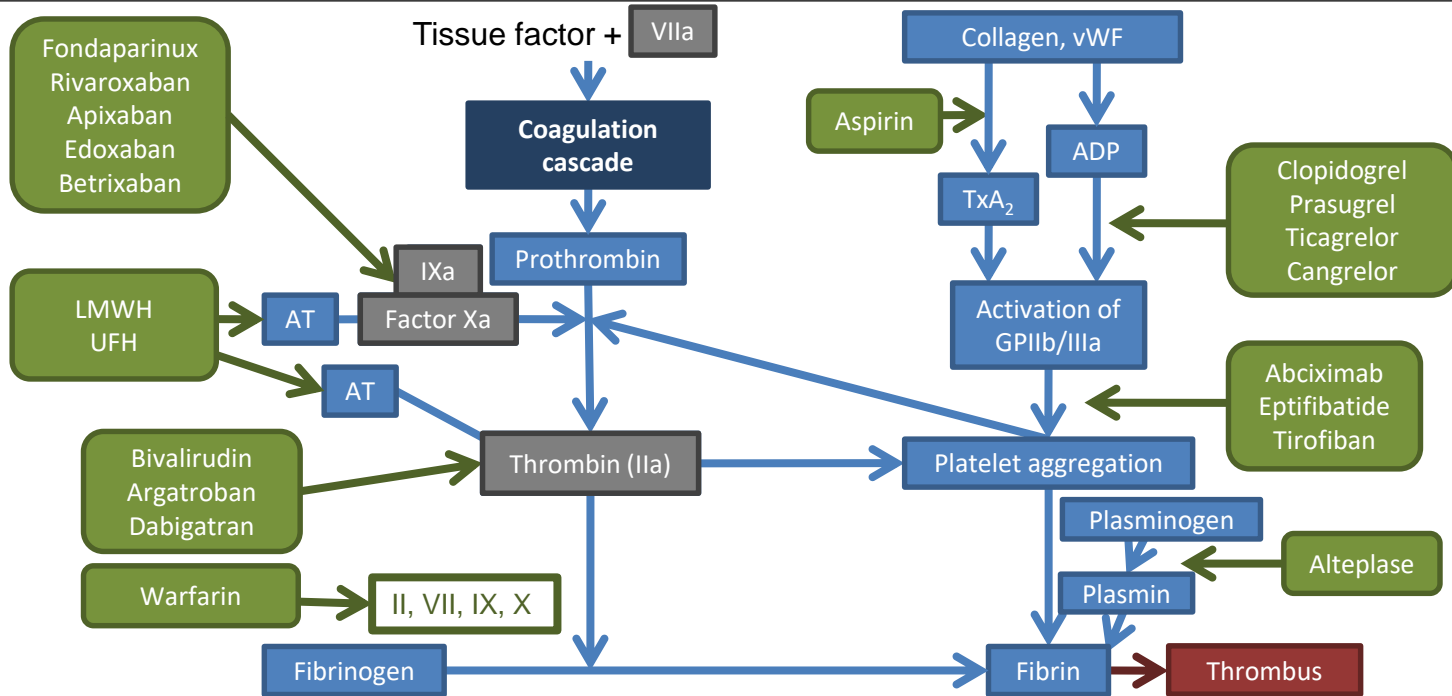 Fondaparinux
Rivaroxaban
Apixaban
Edoxaban
Betrixaban
Tissue factor + VIIa
Collagen, vWF
Coagulation
cascade
Aspirin
ADP
TxA₂
Clopidogrel
Prasugrel
Ticagrelor
Cangrelor
Prothrombin
IXa
Factor Xa
AT
LMWH
UFH
AT
Activation of
GPIIb/IIIa
Abciximab
Eptifibatide
Tirofiban
Bivalirudin
Argatroban
Dabigatran
Thrombin (IIa)
Platelet aggregation
Plasminogen
Alteplase
Plasmin
Warfarin
II, VII, IX, X
Fibrinogen
Fibrin
Thrombus